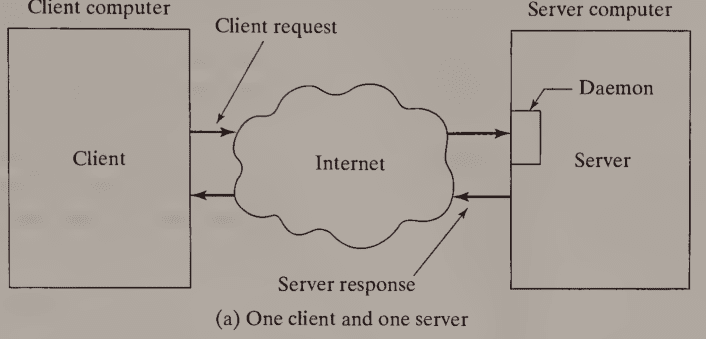 Client computer
Server computer
Client request
Daemon
Client
Internet
Server
Server response
(a) One client and one server